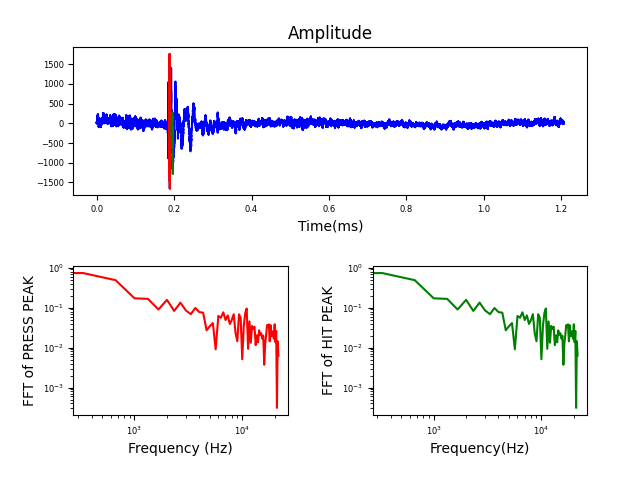 Amplitude
1500
1000
500
0
−500
−1000
−1500
0.0 0.2 0.4 0.6 0.8 1.0 1.2
Time(ms)
FFT of PRESS PEAK
10⁰
10⁻¹
10⁻²
10⁻³
10³ 10⁴
Frequency (Hz)
FFT of HIT PEAK
10⁰
10⁻¹
10⁻²
10⁻³
10³ 10⁴
Frequency(Hz)